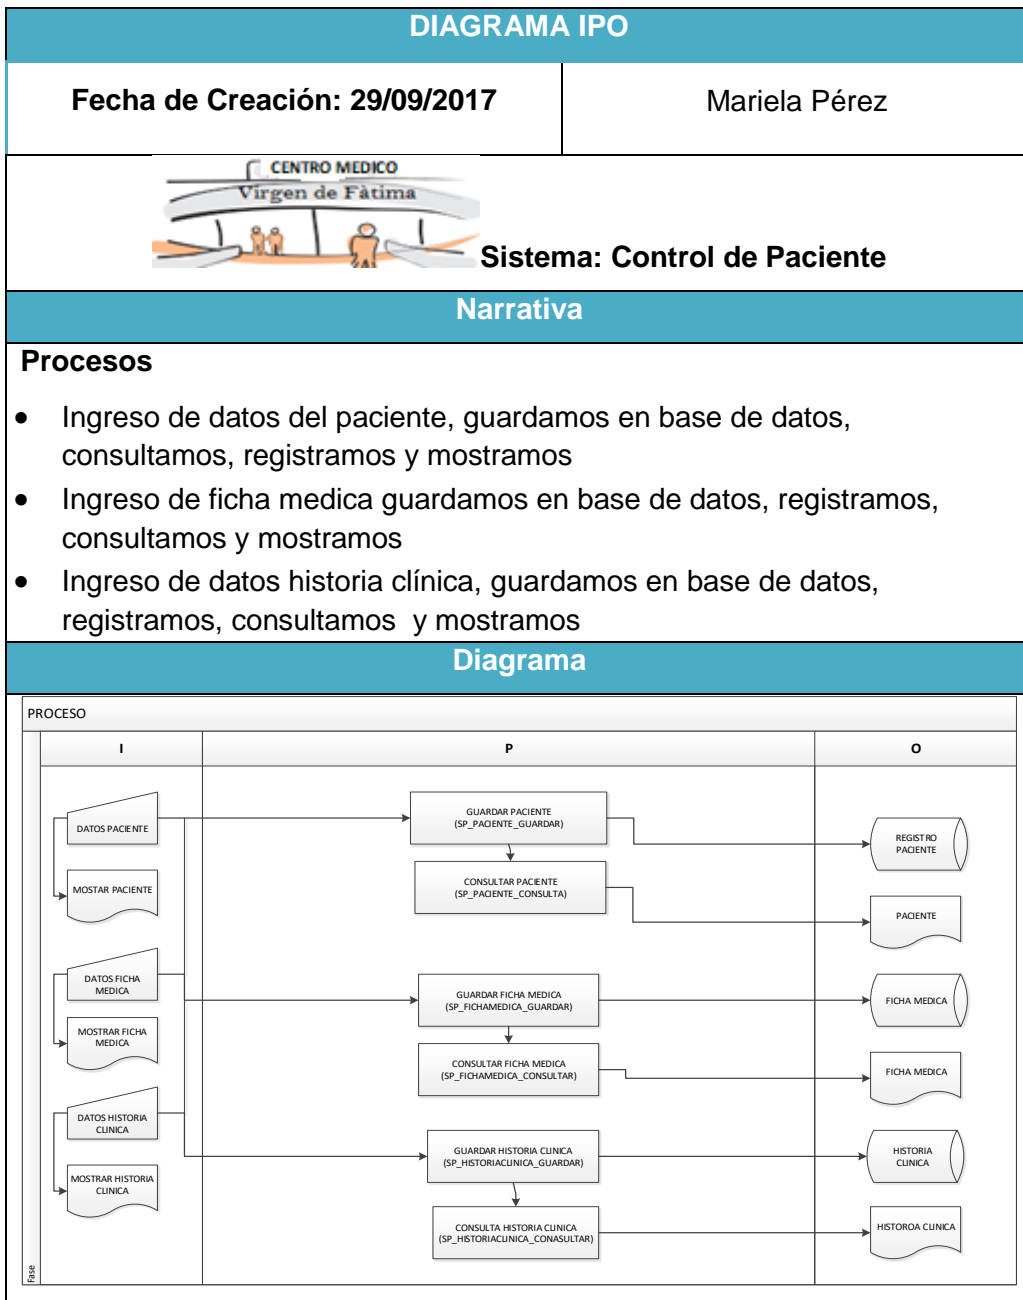 DIAGRAMA IPO
Fecha de Creación: 29/09/2017
Mariela Pérez
CENTRO MEDICO
Virgen de Fàtima
Sistema: Control de Paciente
Narrativa
Procesos
• Ingreso de datos del paciente, guardamos en base de datos,
consultamos, registramos y mostramos
• Ingreso de ficha medica guardamos en base de datos, registramos,
consultamos y mostramos
• Ingreso de datos historia clínica, guardamos en base de datos,
registramos, consultamos y mostramos
Diagrama
PROCESO
I
P
O
DATOS PACIENTE
MOSTAR PACIENTE
DATOS FICHA
MEDICA
MOSTRAR FICHA
MEDICA
DATOS HISTORIA
CLINICA
MOSTRAR HISTORIA
CLINICA
GUARDAR PACIENTE
(SP_PACIENTE_GUARDAR)
CONSULTAR PACIENTE
(SP_PACIENTE_CONSULTA)
GUARDAR FICHA MEDICA
(SP_FICHAMEDICA_GUARDAR)
CONSULTAR FICHA MEDICA
(SP_FICHAMEDICA_CONSULTAR)
GUARDAR HISTORIA CLINICA
(SP_HISTORIACLINICA_GUARDAR)
CONSULTA HISTORIA CLINICA
(SP_HISTORIACLINICA_CONASULTAR)
REGISTRO
PACIENTE
PACIENTE
FICHA MEDICA
FICHA MEDICA
HISTORIA
CLINICA
HISTOROA CLINICA
Fase